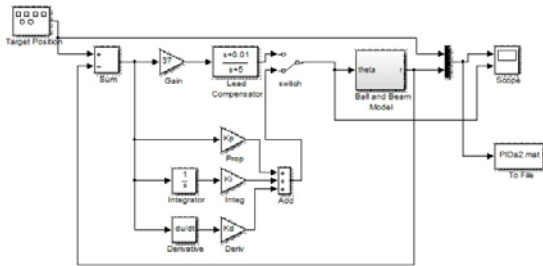 Target Position
+
−
Sum
37
Gain
s+0.01
s+5
Lead
Compensator
switch
theta
r
Ball and Beam
Model
Scope
PIDa2.mat
To File
Kp
Prop
1
s
Integrator
Ki
Integ
+
+
+
Add
du/dt
Derivative
Kd
Deriv